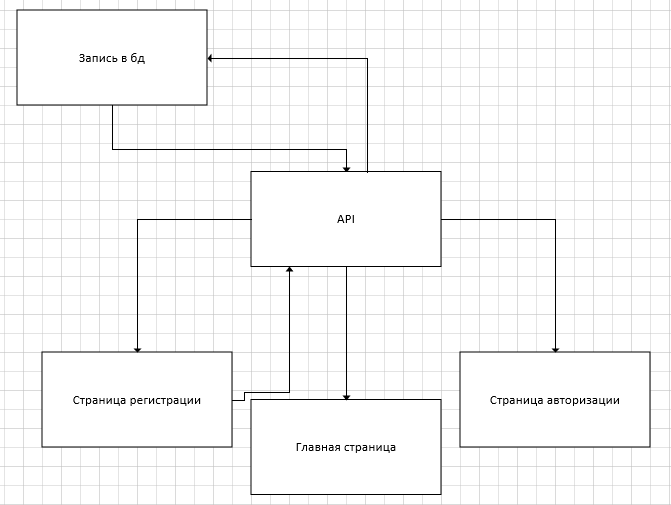 Запись в бд
API
Страница регистрации
Страница авторизации
Главная страница